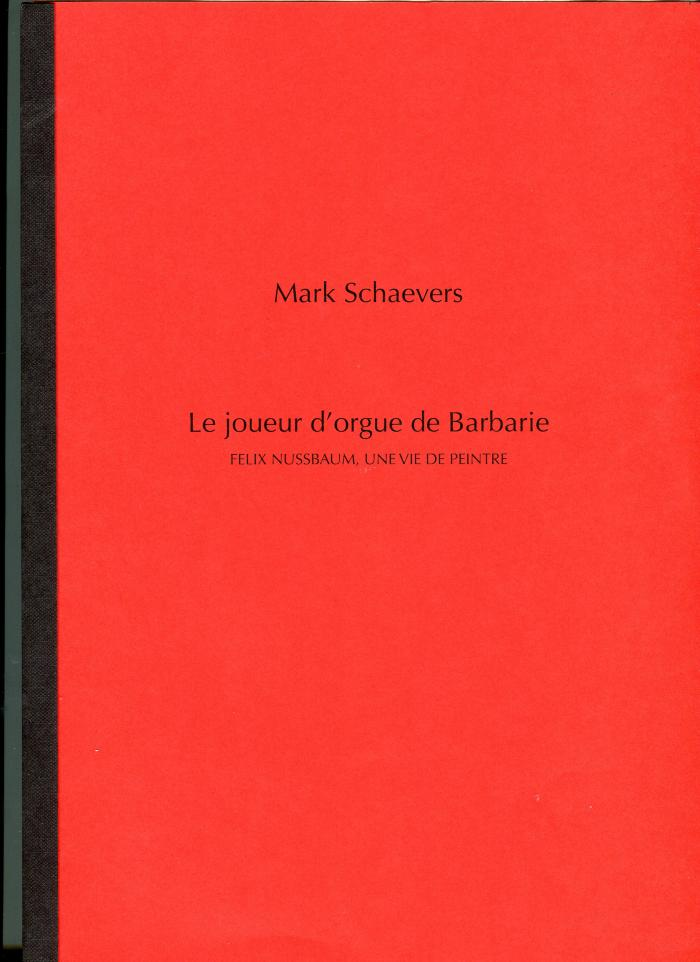 Mark Schaevers
Le joueur d’orgue de Barbarie
FELIX NUSSBAUM, UNE VIE DE PEINTRE